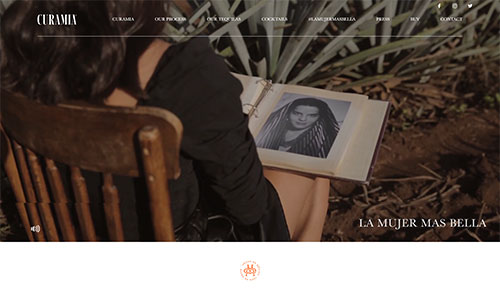 CURAMIA
CURAMIA OUR PROCESS OUR TEQUILAS COCKTAILS #LAMUJERMASBELLA PRESS BUY CONTACT
LA MUJER MAS BELLA